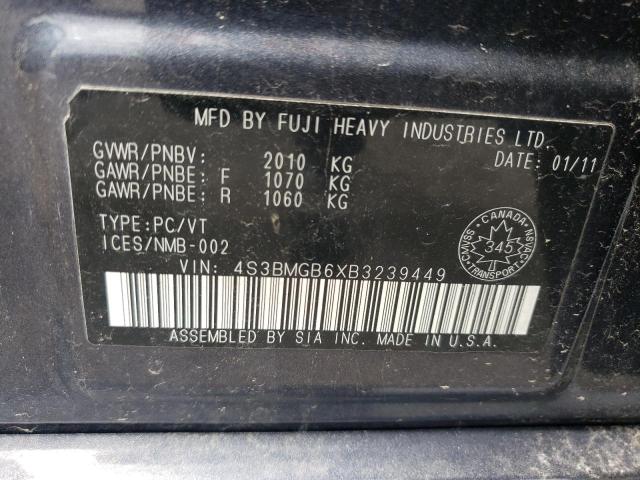 MFD BY FUJI HEAVY INDUSTRIES LTD.
DATE: 01/11
GVWR/PNBV: 2010 KG
GAWR/PNBE: F 1070 KG
GAWR/PNBE: R 1060 KG
TYPE:PC/VT
ICES/NMB-002
CANADA
CMVSS
NSVAC
345
TRANSPORT
VIN: 4S3BMGB6XB3239449
ASSEMBLED BY SIA INC. MADE IN U.S.A.